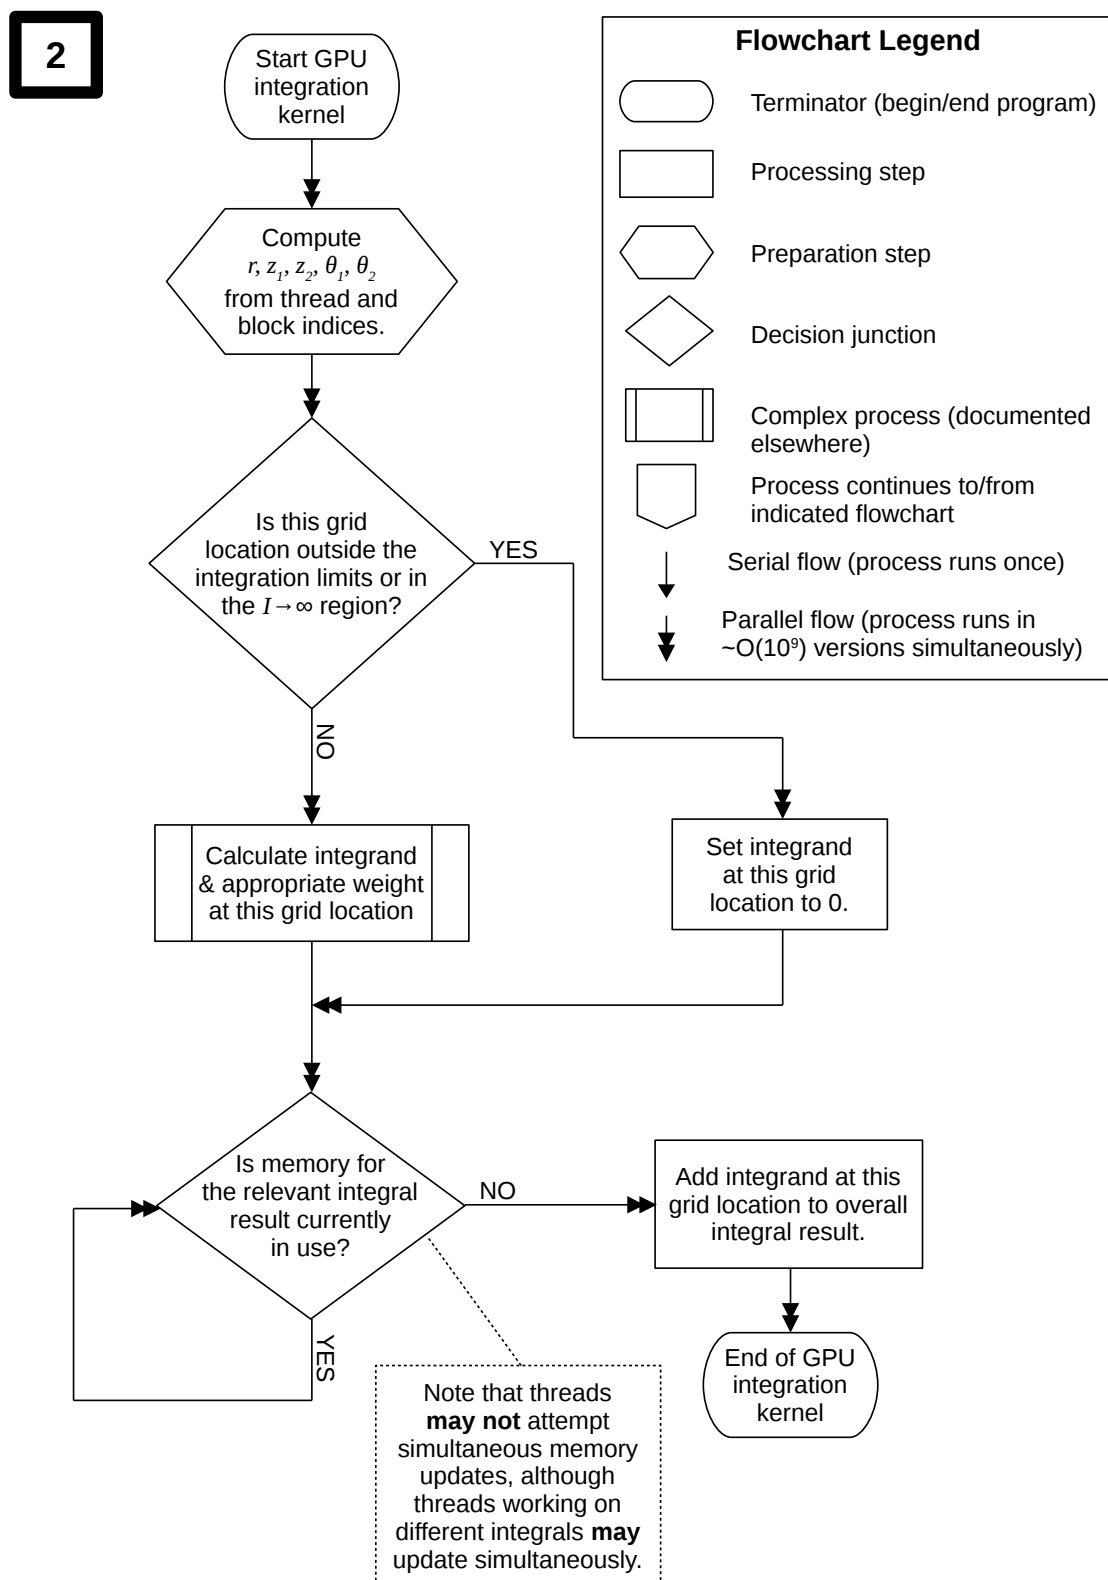 2
Start GPU
integration
kernel
Compute
r, z₁, z₂, θ₁, θ₂
from thread and
block indices.
Is this grid
location outside the
integration limits or in
the I→∞ region?
YES
NO
Calculate integrand
& appropriate weight
at this grid location
Set integrand
at this grid
location to 0.
Is memory for
the relevant integral
result currently
in use?
NO
YES
Add integrand at this
grid location to overall
integral result.
End of GPU
integration
kernel
Note that threads
may not attempt
simultaneous memory
updates, although
threads working on
different integrals may
update simultaneously.
Flowchart Legend
Terminator (begin/end program)
Processing step
Preparation step
Decision junction
Complex process (documented
elsewhere)
Process continues to/from
indicated flowchart
Serial flow (process runs once)
Parallel flow (process runs in
~O(10⁹) versions simultaneously)